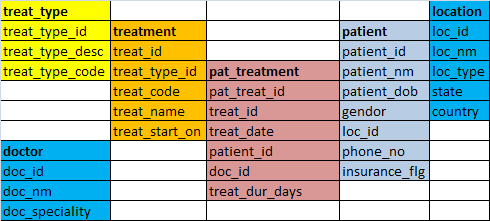 treat_type location
treat_type_id treatment patient loc_id
treat_type_desc treat_id patient_id loc_nm
treat_type_code treat_type_id pat_treatment patient_nm loc_type
treat_code pat_treat_id patient_dob state
treat_name treat_id gendor country
treat_start_on treat_date loc_id
doctor patient_id phone_no
doc_id doc_id insurance_flg
doc_nm treat_dur_days
doc_speciality